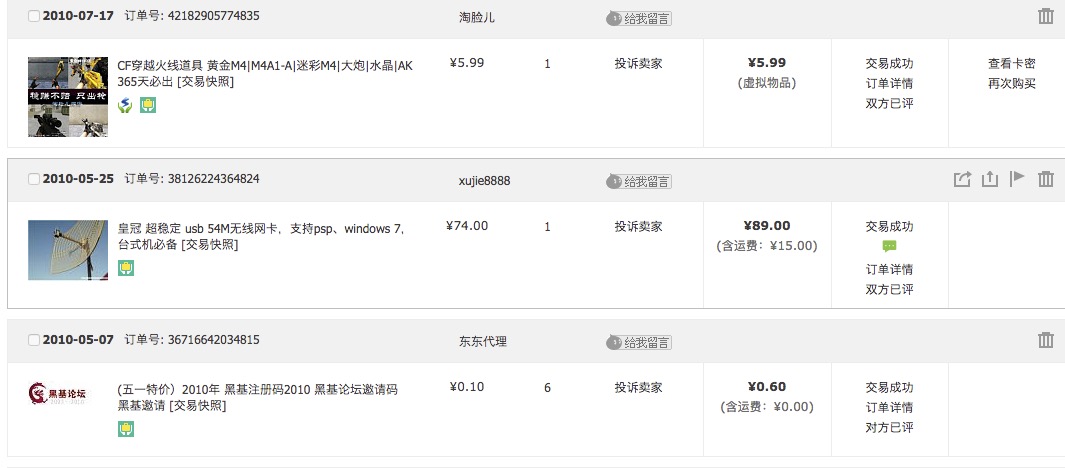 2010-07-17 订单号: 42182905774835 淘脸儿 给我留言
CF穿越火线道具 黄金M4|M4A1-A|迷彩M4|大炮|水晶|AK
365天必出 [交易快照]
稳赚不赔 只出枪
¥5.99 1 投诉卖家
¥5.99
(虚拟物品)
交易成功
订单详情
双方已评
查看卡密
再次购买
2010-05-25 订单号: 38126224364824 xujie8888 给我留言
皇冠 超稳定 usb 54M无线网卡，支持psp、windows 7，
台式机必备 [交易快照]
¥74.00 1 投诉卖家
¥89.00
(含运费：¥15.00)
交易成功
订单详情
双方已评
2010-05-07 订单号: 36716642034815 东东代理 给我留言
黑基论坛
(五一特价）2010年 黑基注册码2010 黑基论坛邀请码
黑基邀请 [交易快照]
¥0.10 6 投诉卖家
¥0.60
(含运费：¥0.00)
交易成功
订单详情
对方已评